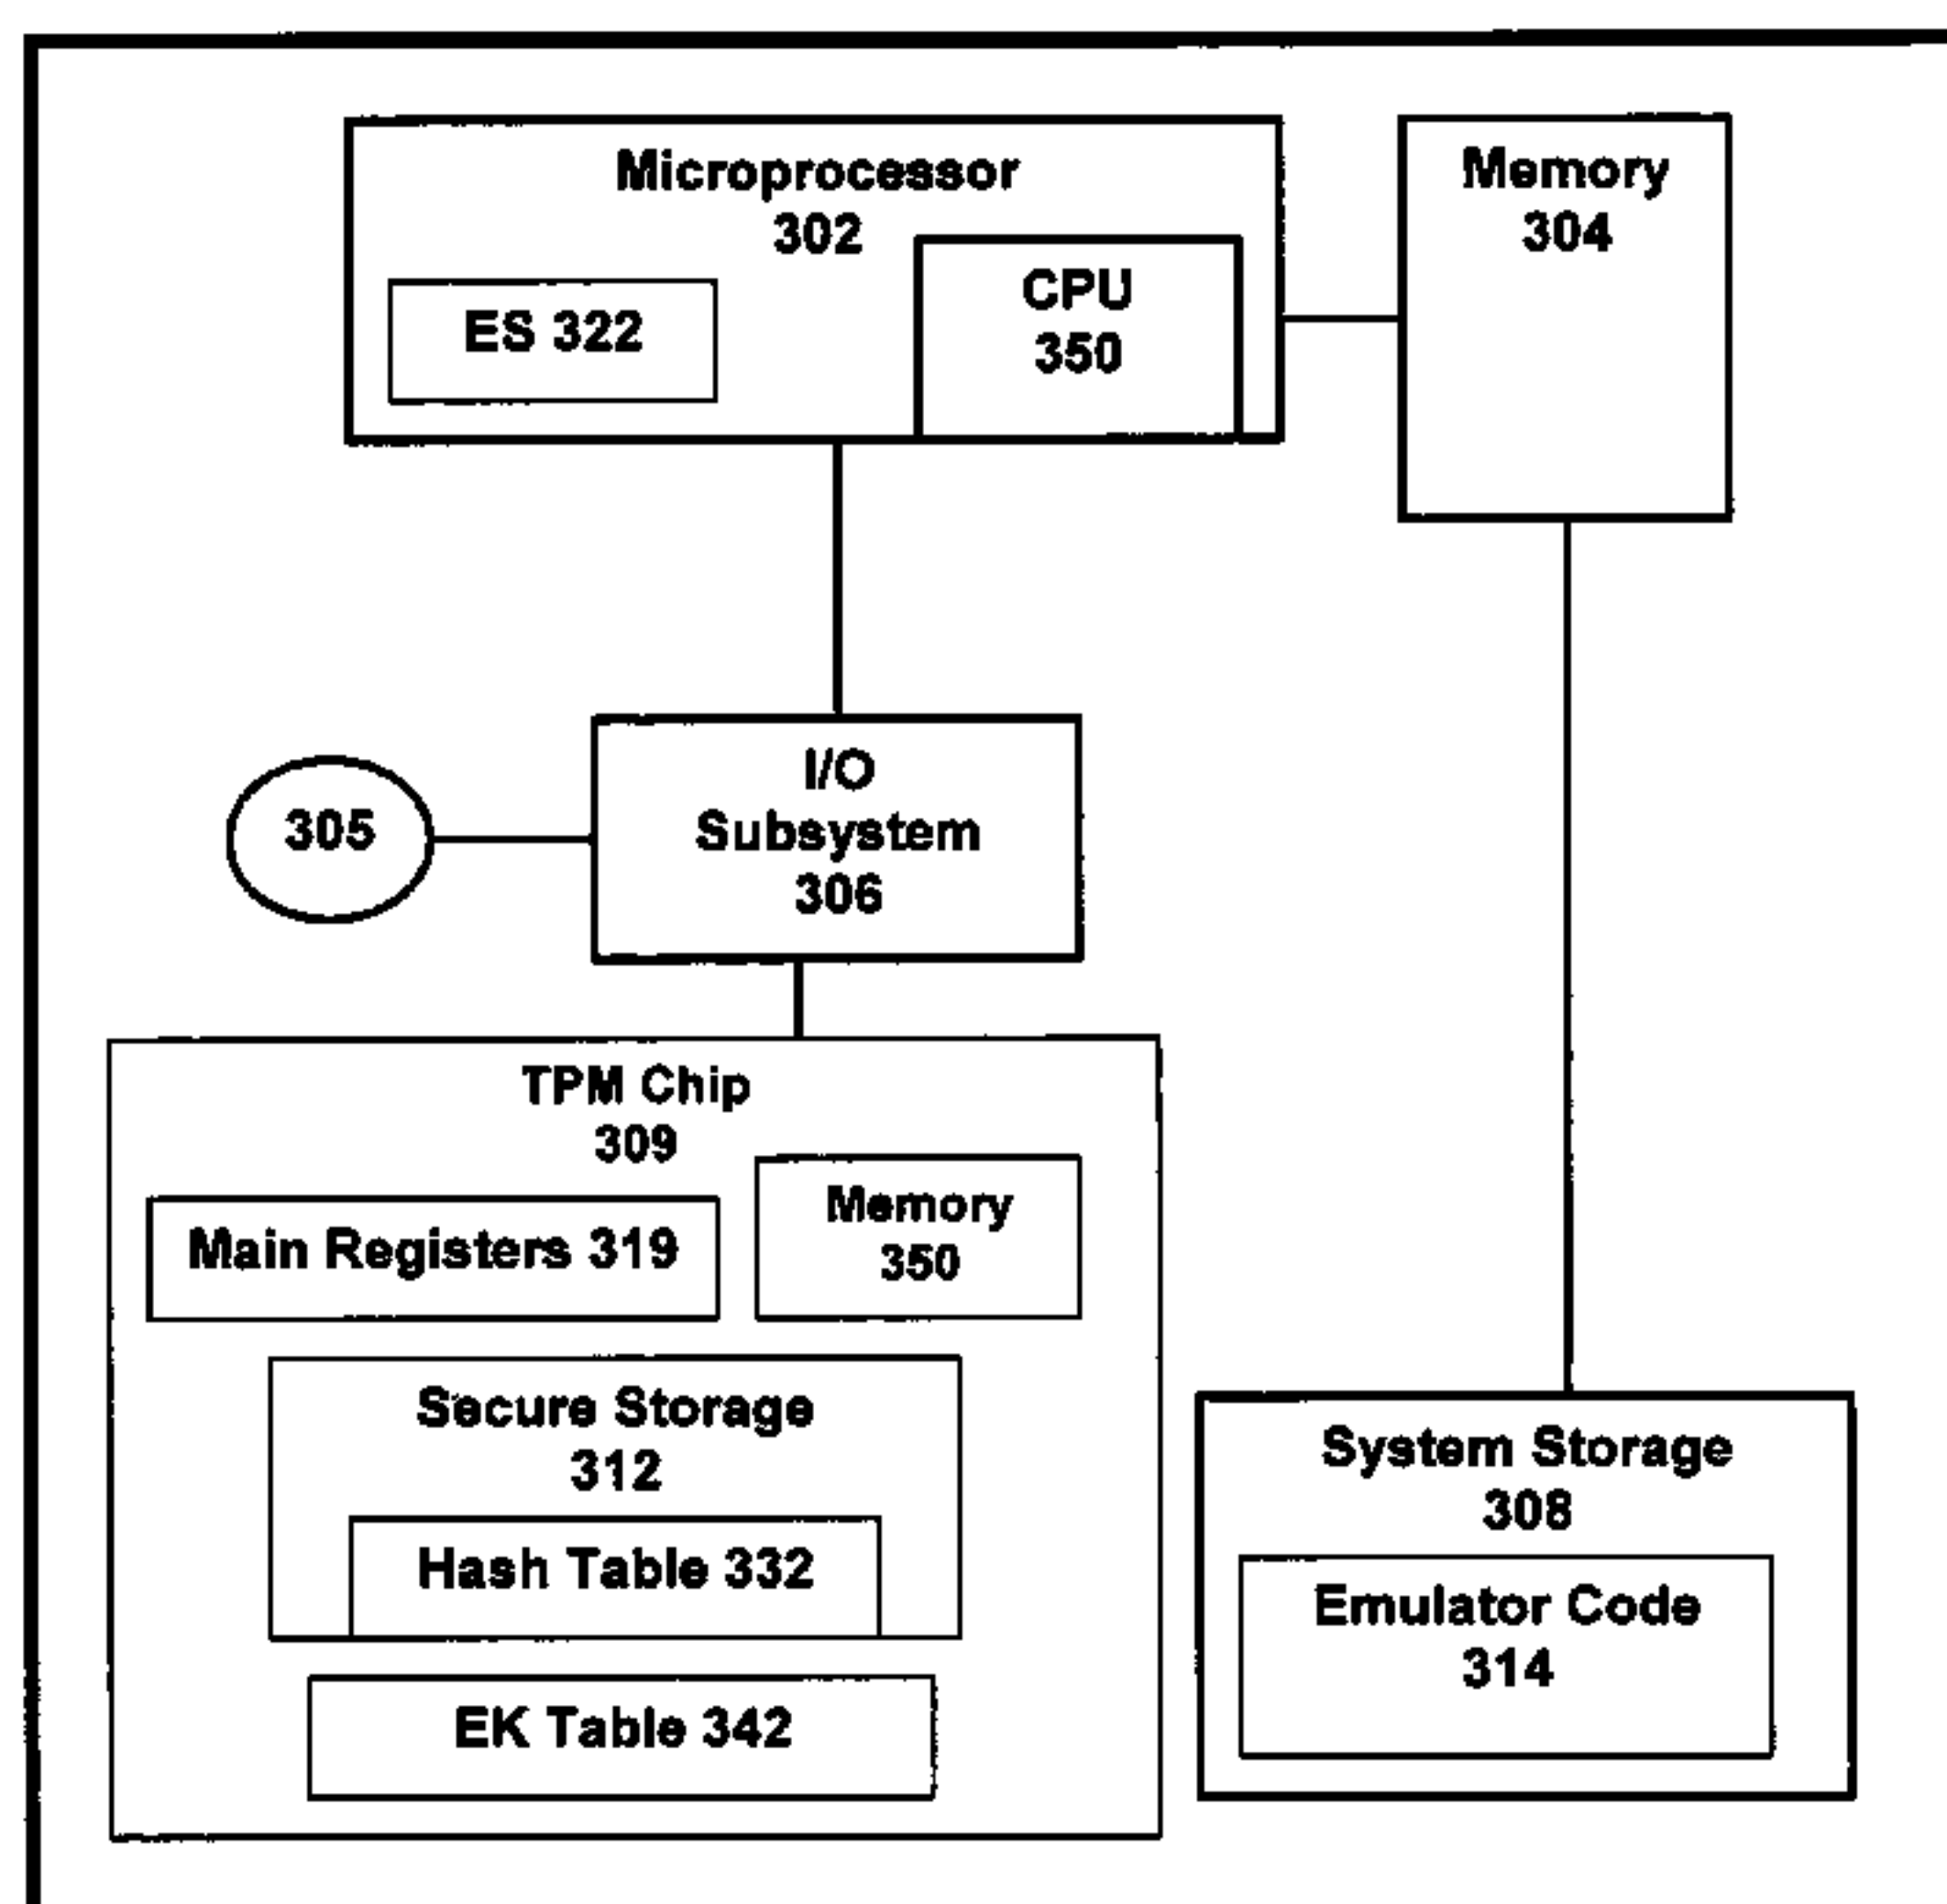 Microprocessor
302
ES 322
CPU
350
Memory
304
305
I/O
Subsystem
306
TPM Chip
309
Main Registers 319
Memory
350
Secure Storage
312
Hash Table 332
EK Table 342
System Storage
308
Emulator Code
314